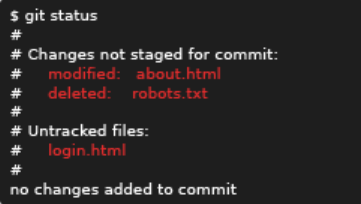 $ git status
#
# Changes not staged for commit:
#     modified:   about.html
#     deleted:    robots.txt
#
# Untracked files:
#     login.html
#
no changes added to commit